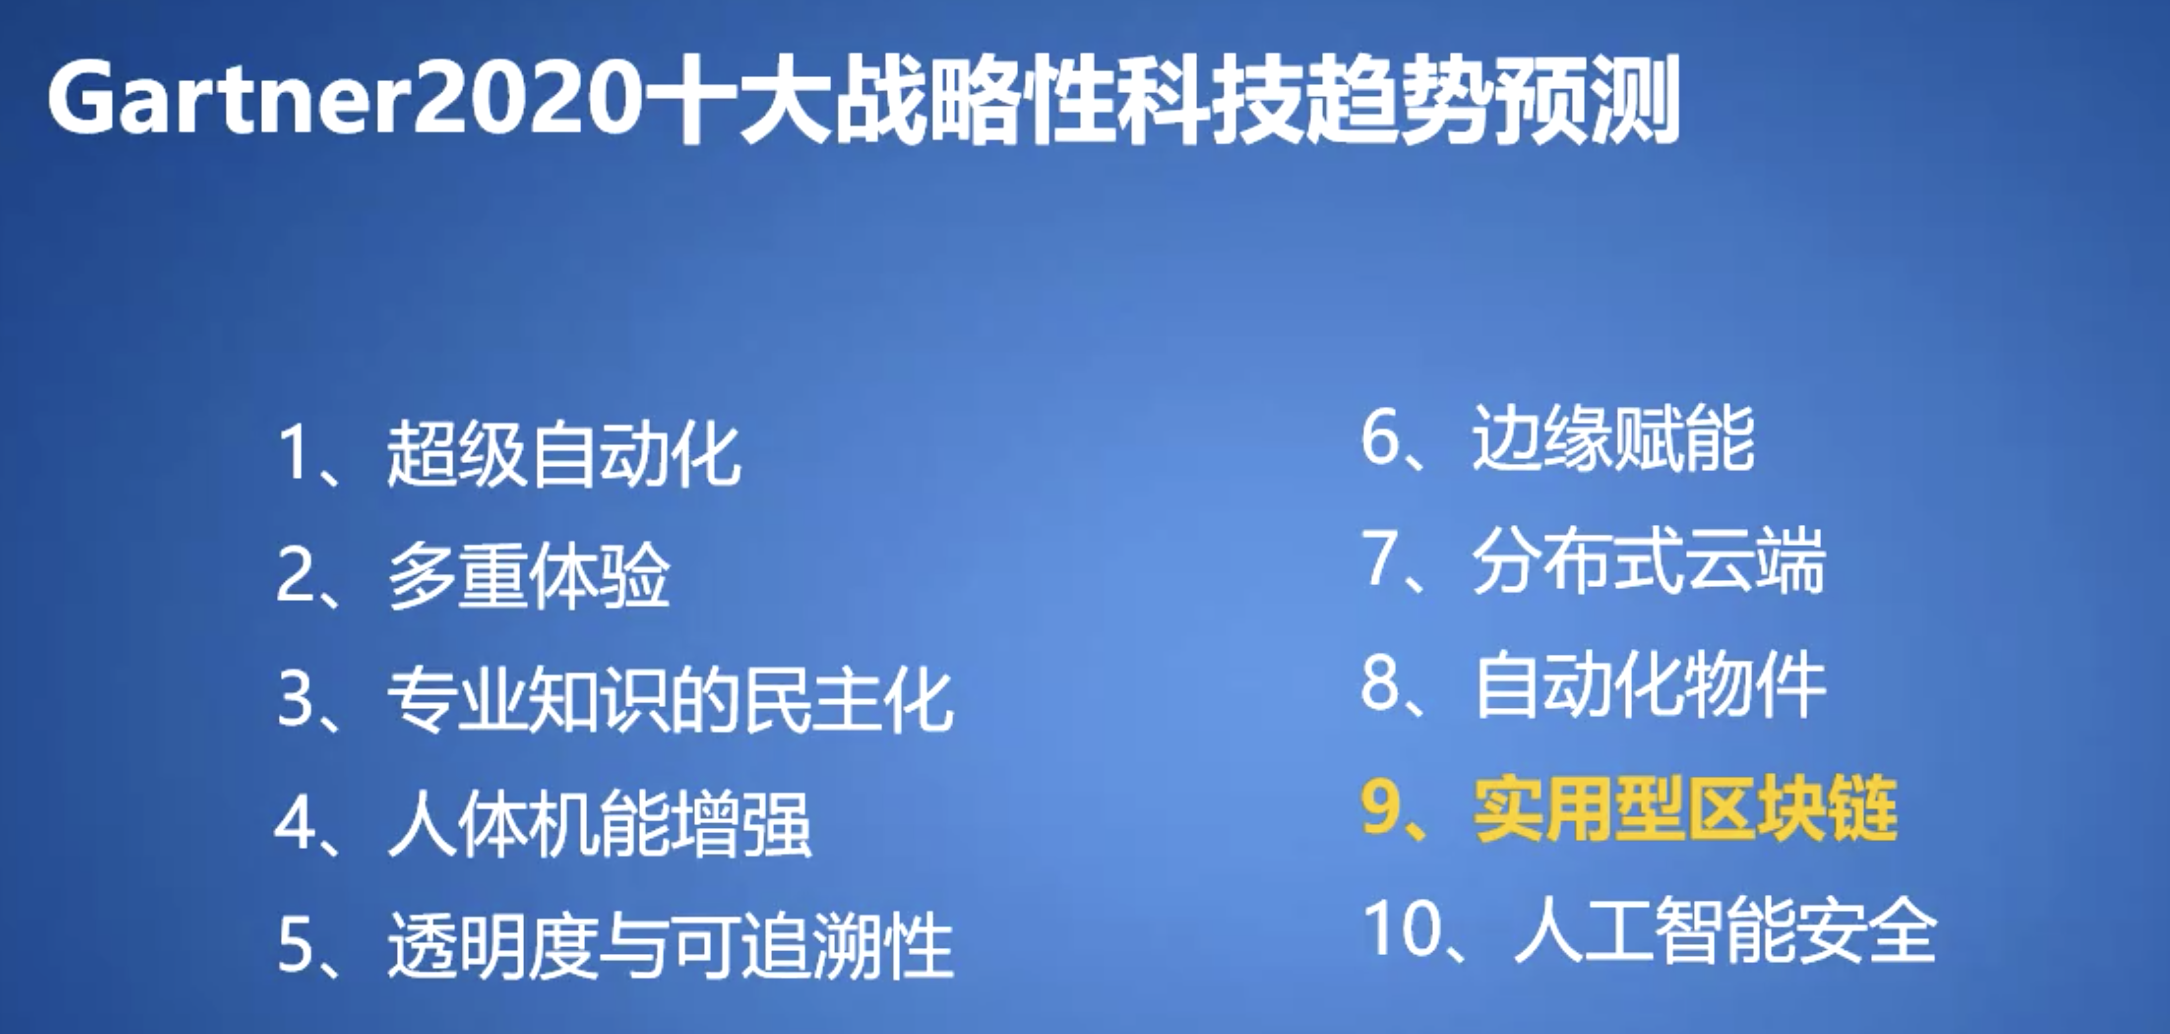 Gartner2020十大战略性科技趋势预测
1、超级自动化
2、多重体验
3、专业知识的民主化
4、人体机能增强
5、透明度与可追溯性
6、边缘赋能
7、分布式云端
8、自动化物件
9、实用型区块链
10、人工智能安全